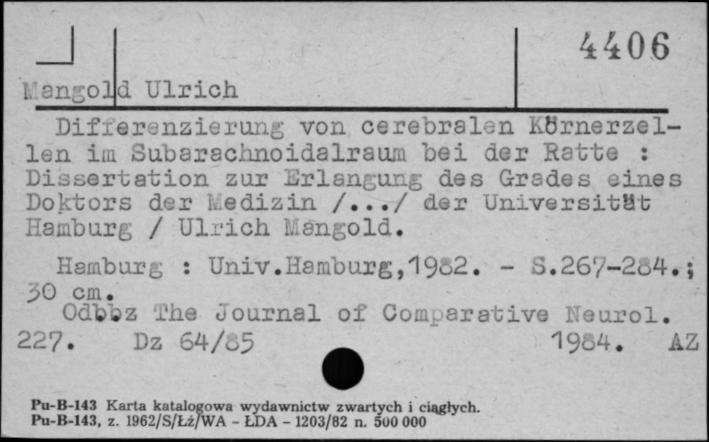 4406
Mangold Ulrich
Differenzierung von cerebralen Körnerzel-
len im Subarachnoidalraum bei der Ratte :
Dissertation zur Erlangung des Grades eines
Doktors der Medizin /.../ der Universität
Hamburg / Ulrich Mangold.
Hamburg : Univ.Hamburg,1982. - S.267-284.;
30 cm.
Odbbz The Journal of Comparative Neurol.
227. Dz 64/85 1984. AZ
Pu-B-143 Karta katalogowa wydawnictw zwartych i ciągłych.
Pu-B-143, z. 1962/S/Łż/WA - ŁDA - 1203/82 n. 500 000